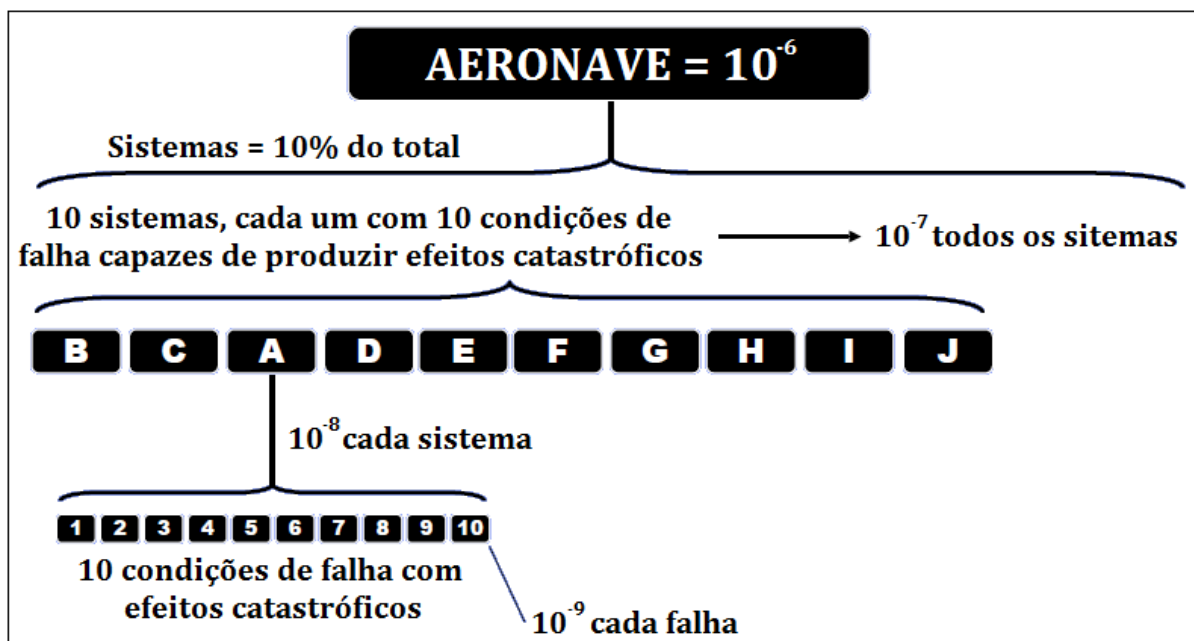 AERONAVE = 10⁻⁶
Sistemas = 10% do total
10 sistemas, cada um com 10 condições de
falha capazes de produzir efeitos catastróficos
10⁻⁷ todos os sitemas
B C A D E F G H I J
10⁻⁸ cada sistema
1 2 3 4 5 6 7 8 9 10
10 condições de falha com
efeitos catastróficos
10⁻⁹ cada falha